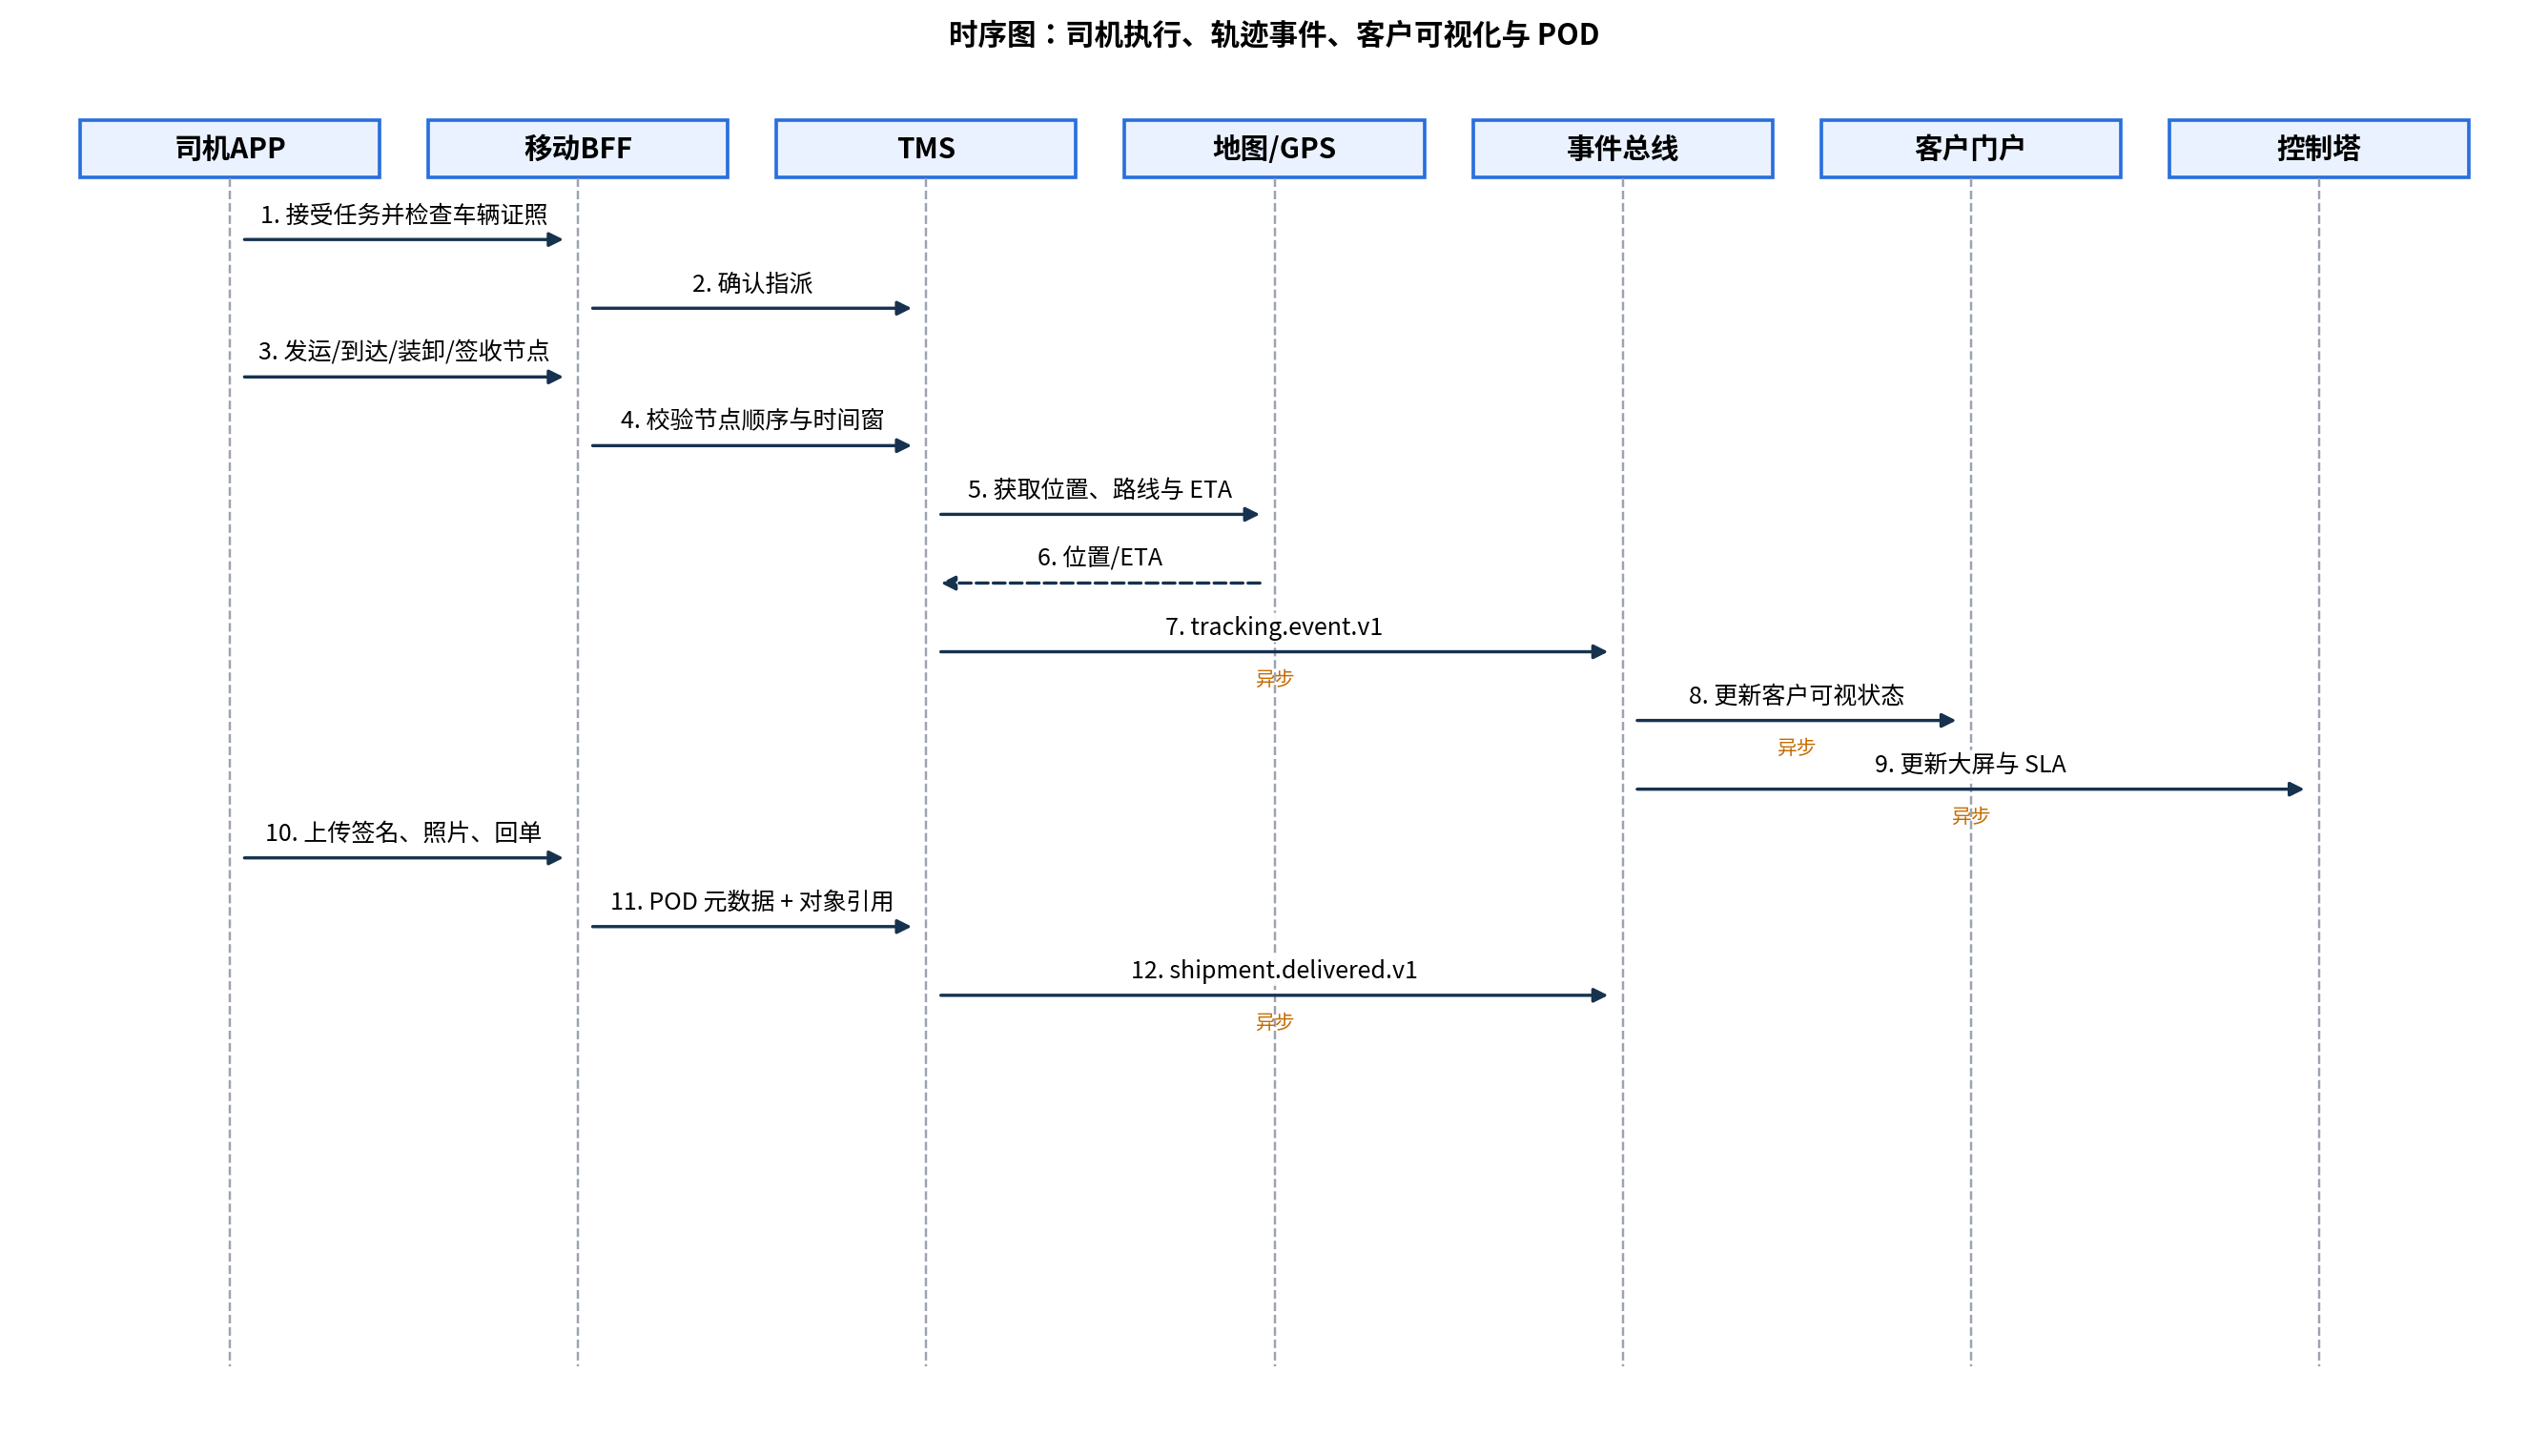 时序图：司机执行、轨迹事件、客户可视化与 POD
司机APP
移动BFF
TMS
地图/GPS
事件总线
客户门户
控制塔
1. 接受任务并检查车辆证照
2. 确认指派
3. 发运/到达/装卸/签收节点
4. 校验节点顺序与时间窗
5. 获取位置、路线与 ETA
6. 位置/ETA
7. tracking.event.v1
异步
8. 更新客户可视状态
异步
9. 更新大屏与 SLA
异步
10. 上传签名、照片、回单
11. POD 元数据 + 对象引用
12. shipment.delivered.v1
异步